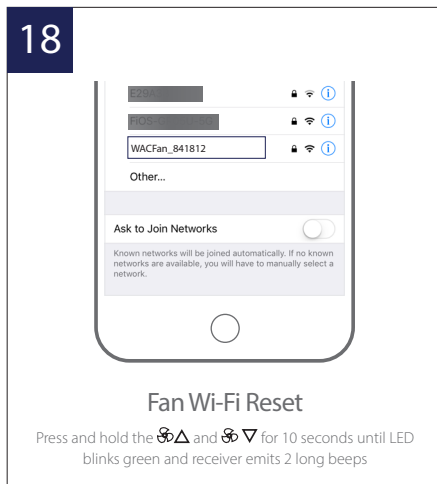 18
WACFan_841812
Other...
Ask to Join Networks
Known networks will be joined automatically. If no known
networks are available, you will have to manually select a
network.
Fan Wi-Fi Reset
Press and hold the △ and ▽ for 10 seconds until LED
blinks green and receiver emits 2 long beeps